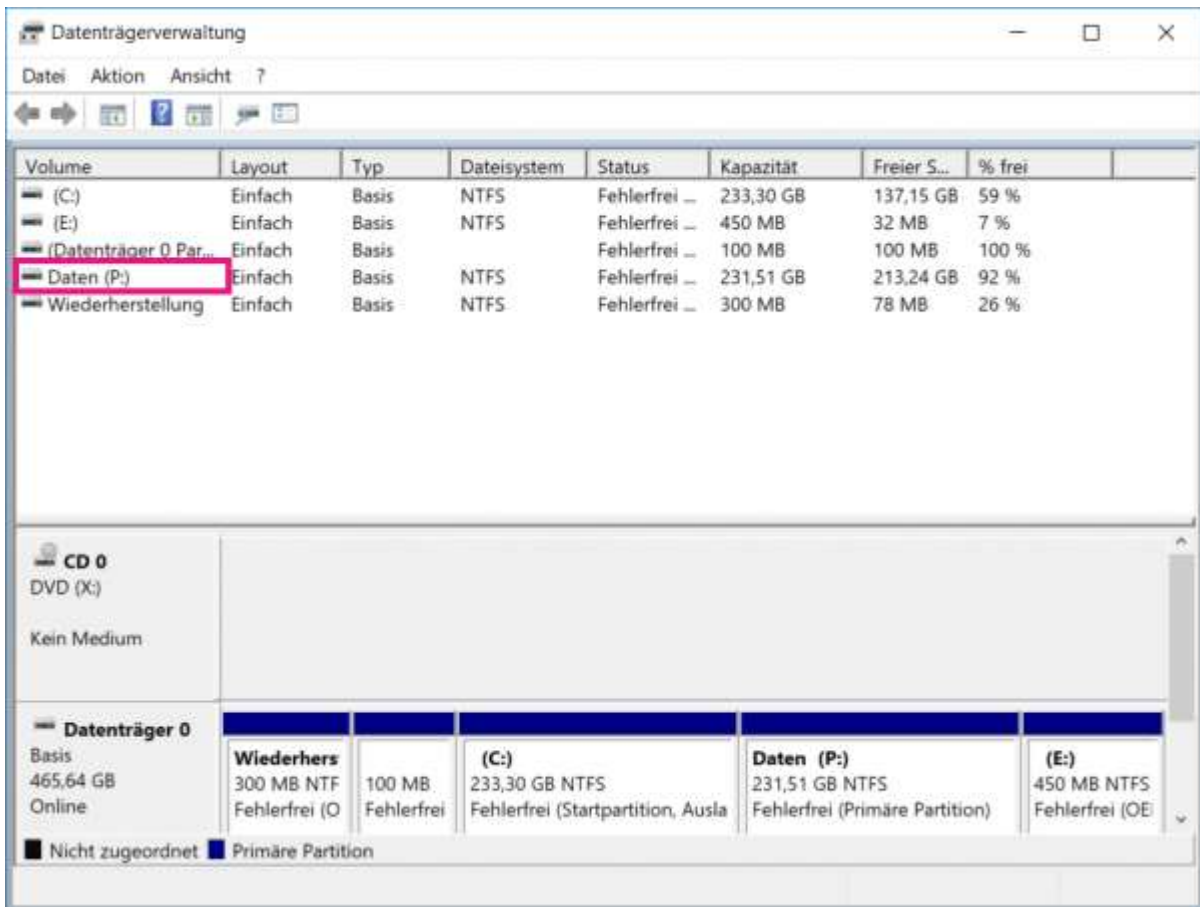 Datenträgerverwaltung
Datei Aktion Ansicht ?
Volume Layout Typ Dateisystem Status Kapazität Freier S... % frei
(C:) Einfach Basis NTFS Fehlerfrei ... 233,30 GB 137,15 GB 59 %
(E:) Einfach Basis NTFS Fehlerfrei ... 450 MB 32 MB 7 %
(Datenträger 0 Par... Einfach Basis Fehlerfrei ... 100 MB 100 MB 100 %
Daten (P:) Einfach Basis NTFS Fehlerfrei ... 231,51 GB 213,24 GB 92 %
Wiederherstellung Einfach Basis NTFS Fehlerfrei ... 300 MB 78 MB 26 %
CD 0
DVD (X:)
Kein Medium
Datenträger 0
Basis Wiederhers (C:) Daten (P:) (E:)
465,64 GB 300 MB NTF 100 MB 233,30 GB NTFS 231,51 GB NTFS 450 MB NTFS
Online Fehlerfrei (O Fehlerfrei Fehlerfrei (Startpartition, Ausla Fehlerfrei (Primäre Partition) Fehlerfrei (OE
Nicht zugeordnet Primäre Partition